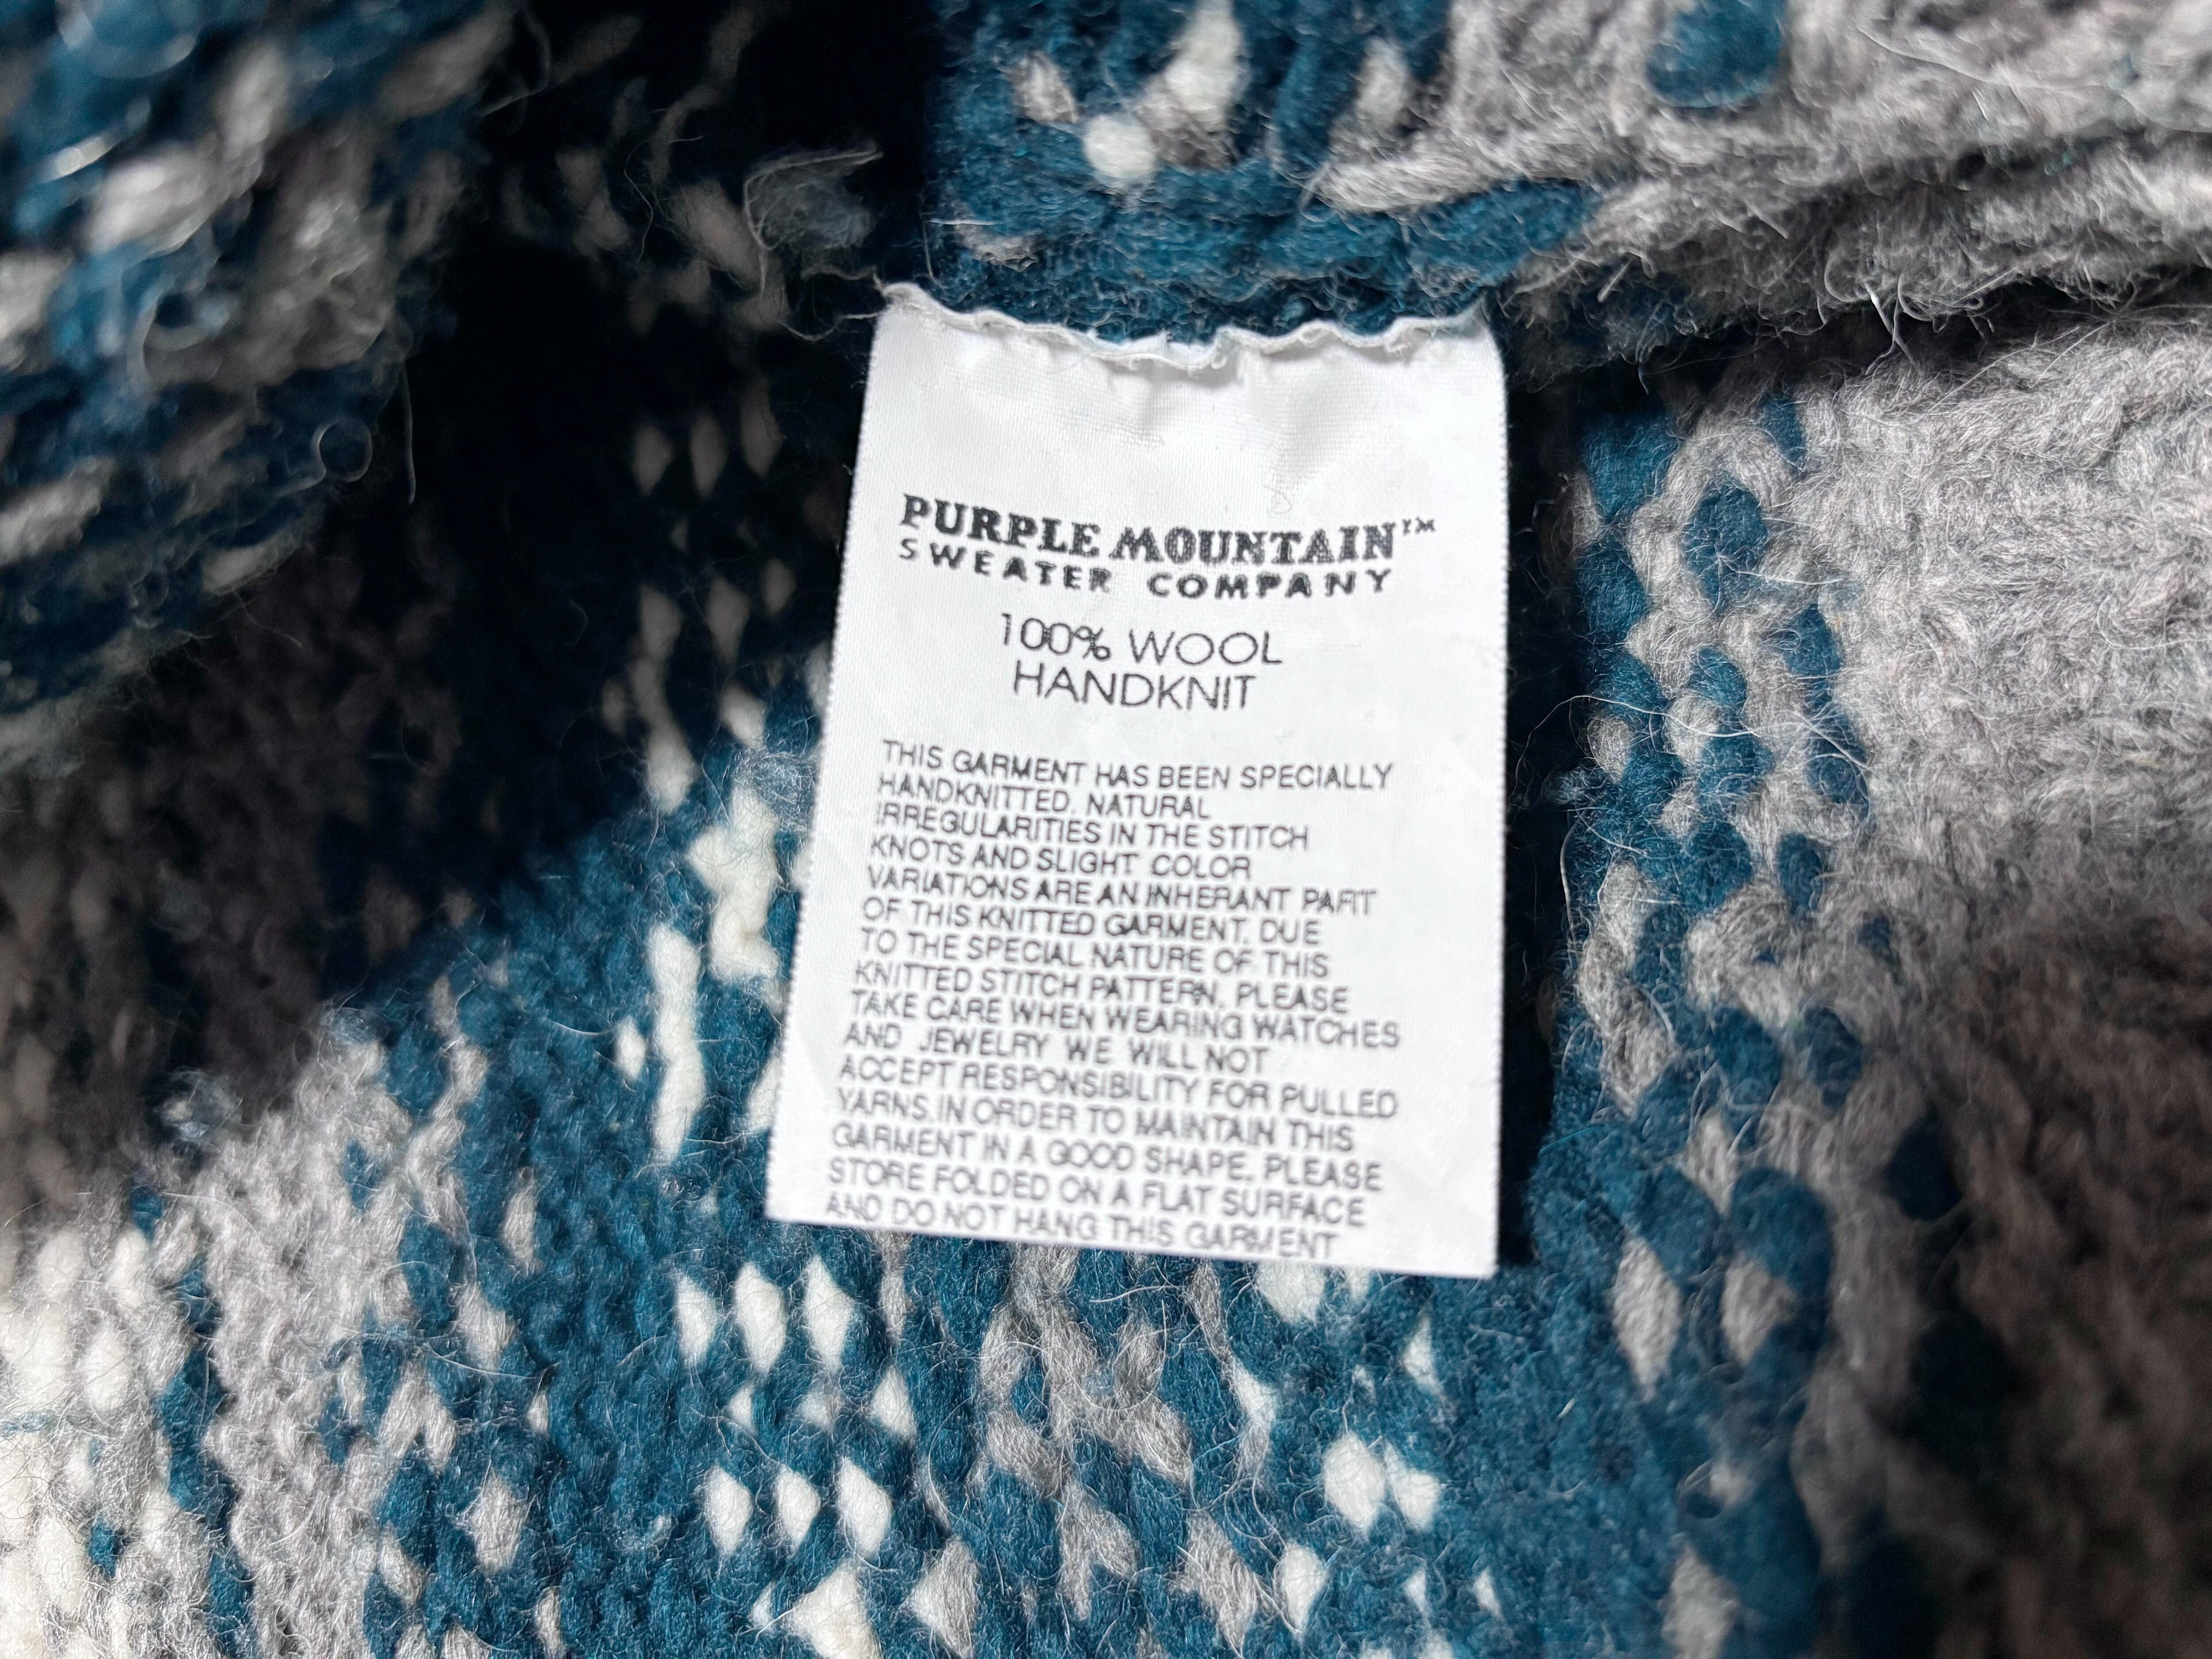 PURPLE MOUNTAIN™
SWEATER COMPANY
100% WOOL
HANDKNIT
THIS GARMENT HAS BEEN SPECIALLY
HANDKNITTED. NATURAL
IRREGULARITIES IN THE STITCH
KNOTS AND SLIGHT COLOR
VARIATIONS ARE AN INHERANT PART
OF THIS KNITTED GARMENT. DUE
TO THE SPECIAL NATURE OF THIS
KNITTED STITCH PATTERN, PLEASE
TAKE CARE WHEN WEARING WATCHES
AND JEWELRY WE WILL NOT
ACCEPT RESPONSIBILITY FOR PULLED
YARNS. IN ORDER TO MAINTAIN THIS
GARMENT IN A GOOD SHAPE, PLEASE
STORE FOLDED ON A FLAT SURFACE
AND DO NOT HANG THIS GARMENT